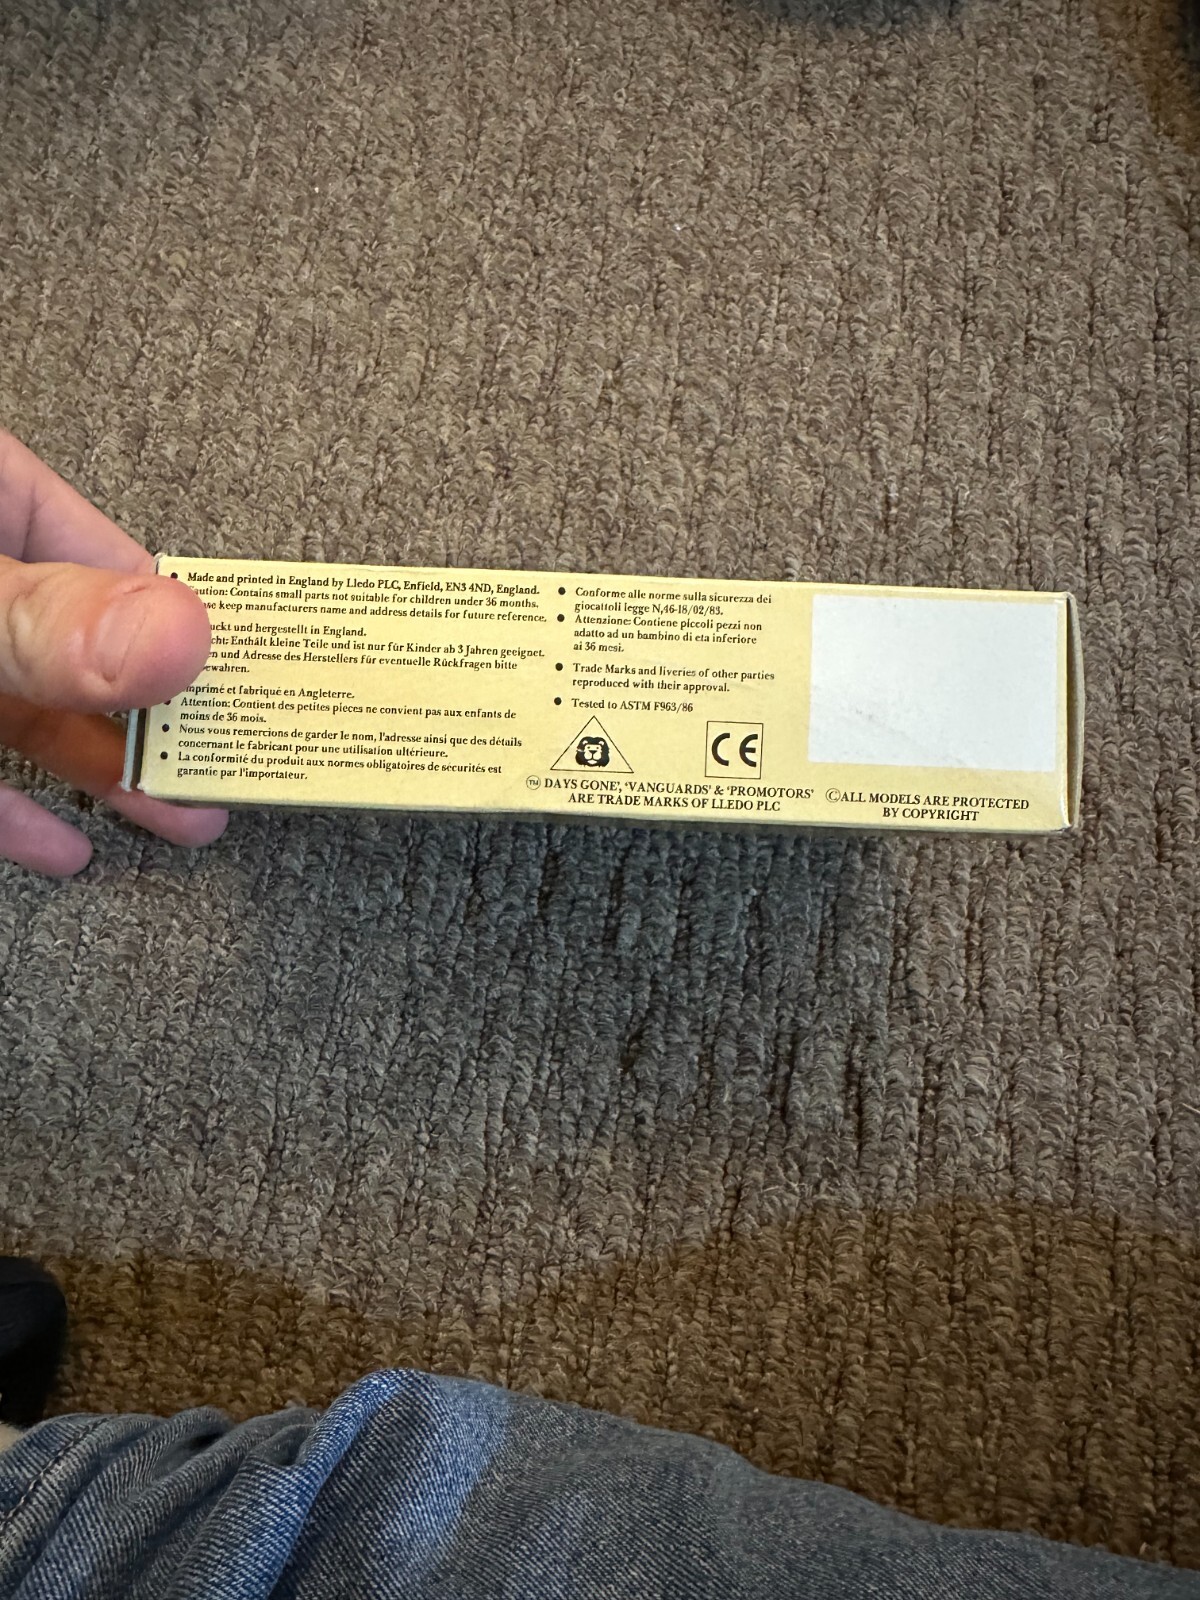 Made and printed in England by Lledo PLC, Enfield, EN3 4ND, England.
Contains small parts not suitable for children under 36 months.
keep manufacturers name and address details for future reference.
und hergestellt in England.
Enthält kleine Teile und ist nur für Kinder ab 3 Jahren geeignet.
und Adresse des Herstellers für eventuelle Rückfragen bitte
et fabriqué en Angleterre.
Attention: Contient des petites pieces ne convient pas aux enfants de
moins de 36 mois.
Nous vous remercions de garder le nom, l'adresse ainsi que des détails
concernant le fabricant pour une utilisation ultérieure.
La conformité du produit aux normes obligatoires de sécurités est
garantie par l'importateur.
Conforme alle norme sulla sicurezza dei
giocattoli legge N,46-18/02/83.
Attenzione: Contiene piccoli pezzi non
adatto ad un bambino di eta inferiore
ai 36 mesi.
Trade Marks and liveries of other parties
reproduced with their approval.
Tested to ASTM F963/86
CE
TM DAYS GONE', 'VANGUARDS' & 'PROMOTORS'
ARE TRADE MARKS OF LLEDO PLC
©ALL MODELS ARE PROTECTED
BY COPYRIGHT